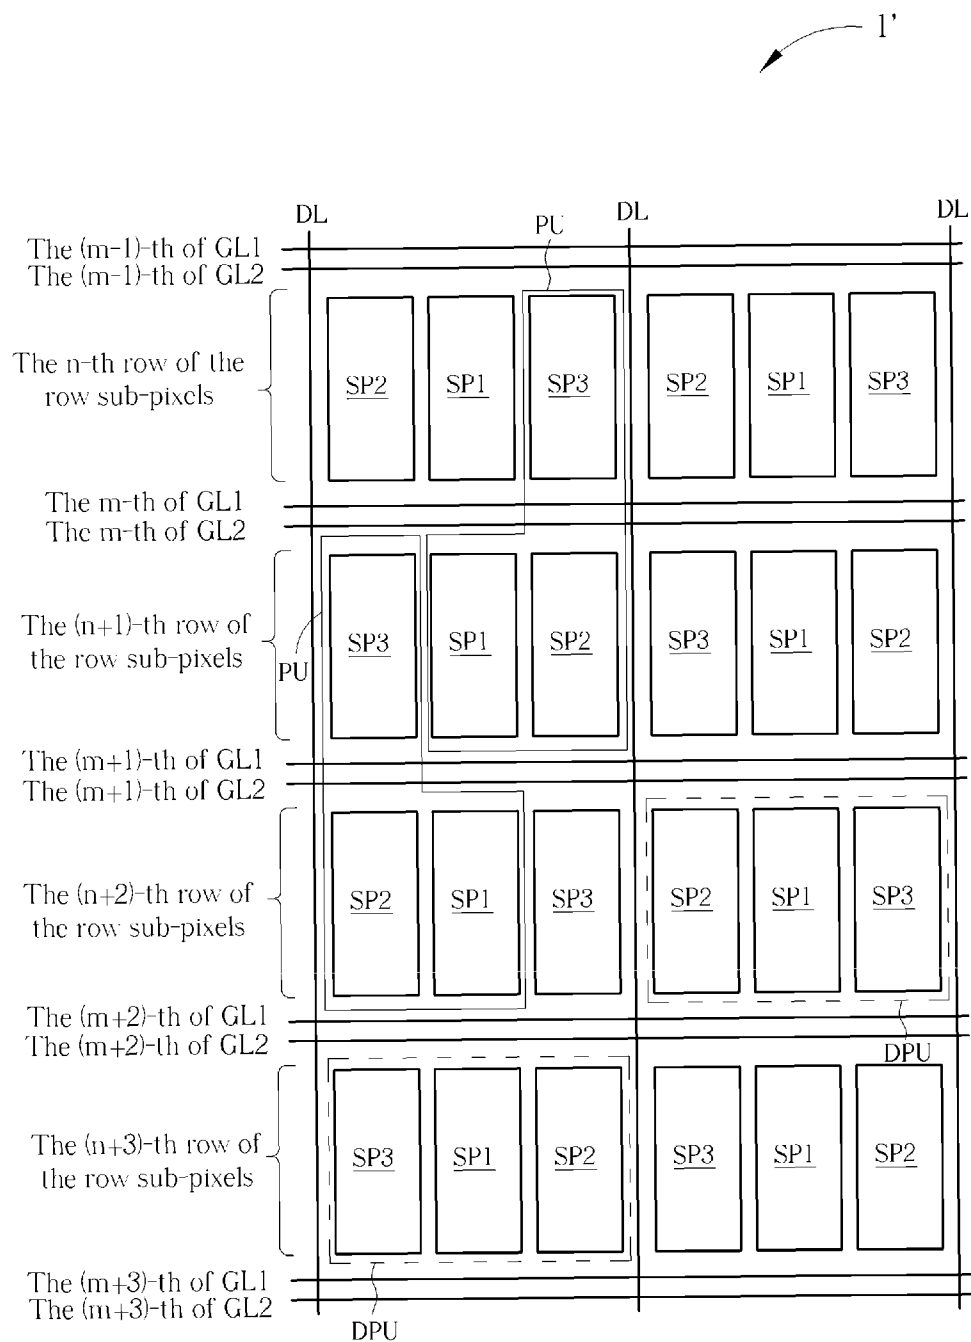 1'
DL PU DL DL
The (m-1)-th of GL1
The (m-1)-th of GL2
The n-th row of the
row sub-pixels
SP2 SP1 SP3 SP2 SP1 SP3
The m-th of GL1
The m-th of GL2
The (n+1)-th row of
the row sub-pixels
SP3 SP1 SP2 SP3 SP1 SP2
PU
The (m+1)-th of GL1
The (m+1)-th of GL2
The (n+2)-th row of
the row sub-pixels
SP2 SP1 SP3 SP2 SP1 SP3
The (m+2)-th of GL1
The (m+2)-th of GL2
DPU
The (n+3)-th row of
the row sub-pixels
SP3 SP1 SP2 SP3 SP1 SP2
The (m+3)-th of GL1
The (m+3)-th of GL2
DPU